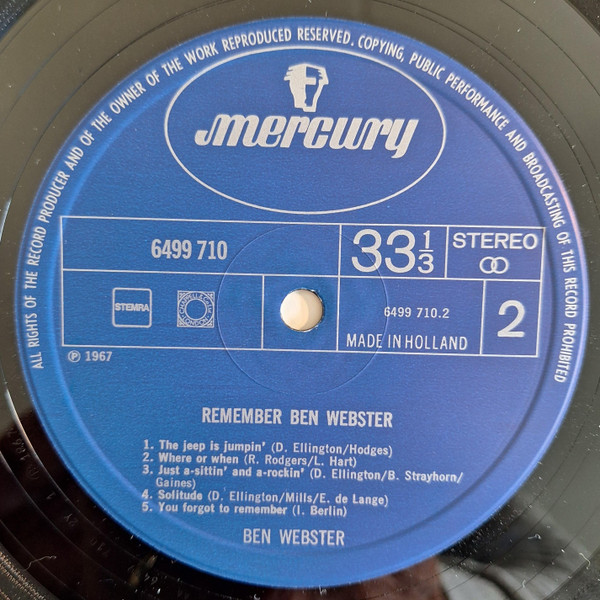 ALL RIGHTS OF THE RECORD PRODUCER AND OF THE OWNER OF THE WORK REPRODUCED RESERVED. COPYING, PUBLIC PERFORMANCE AND BROADCASTING OF THIS RECORD PROHIBITED
mercury
6499 710
33 1/3
STEREO
STEMRA
6499 710.2
2
MADE IN HOLLAND
℗ 1967
REMEMBER BEN WEBSTER
1. The jeep is jumpin' (D. Ellington/Hodges)
2. Where or when (R. Rodgers/L. Hart)
3. Just a-sittin' and a-rockin' (D. Ellington/B. Strayhorn/
Gaines)
4. Solitude (D. Ellington/Mills/E. de Lange)
5. You forgot to remember (I. Berlin)
BEN WEBSTER